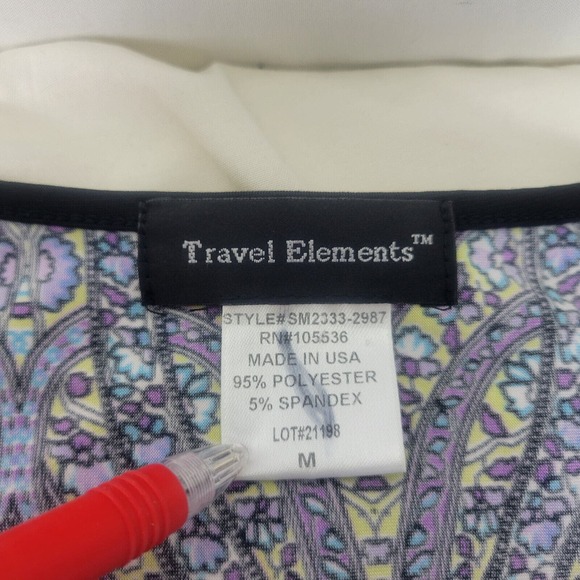 Travel Elements™
STYLE#SM2333-2987
RN#105536
MADE IN USA
95% POLYESTER
5% SPANDEX
LOT#21198
M